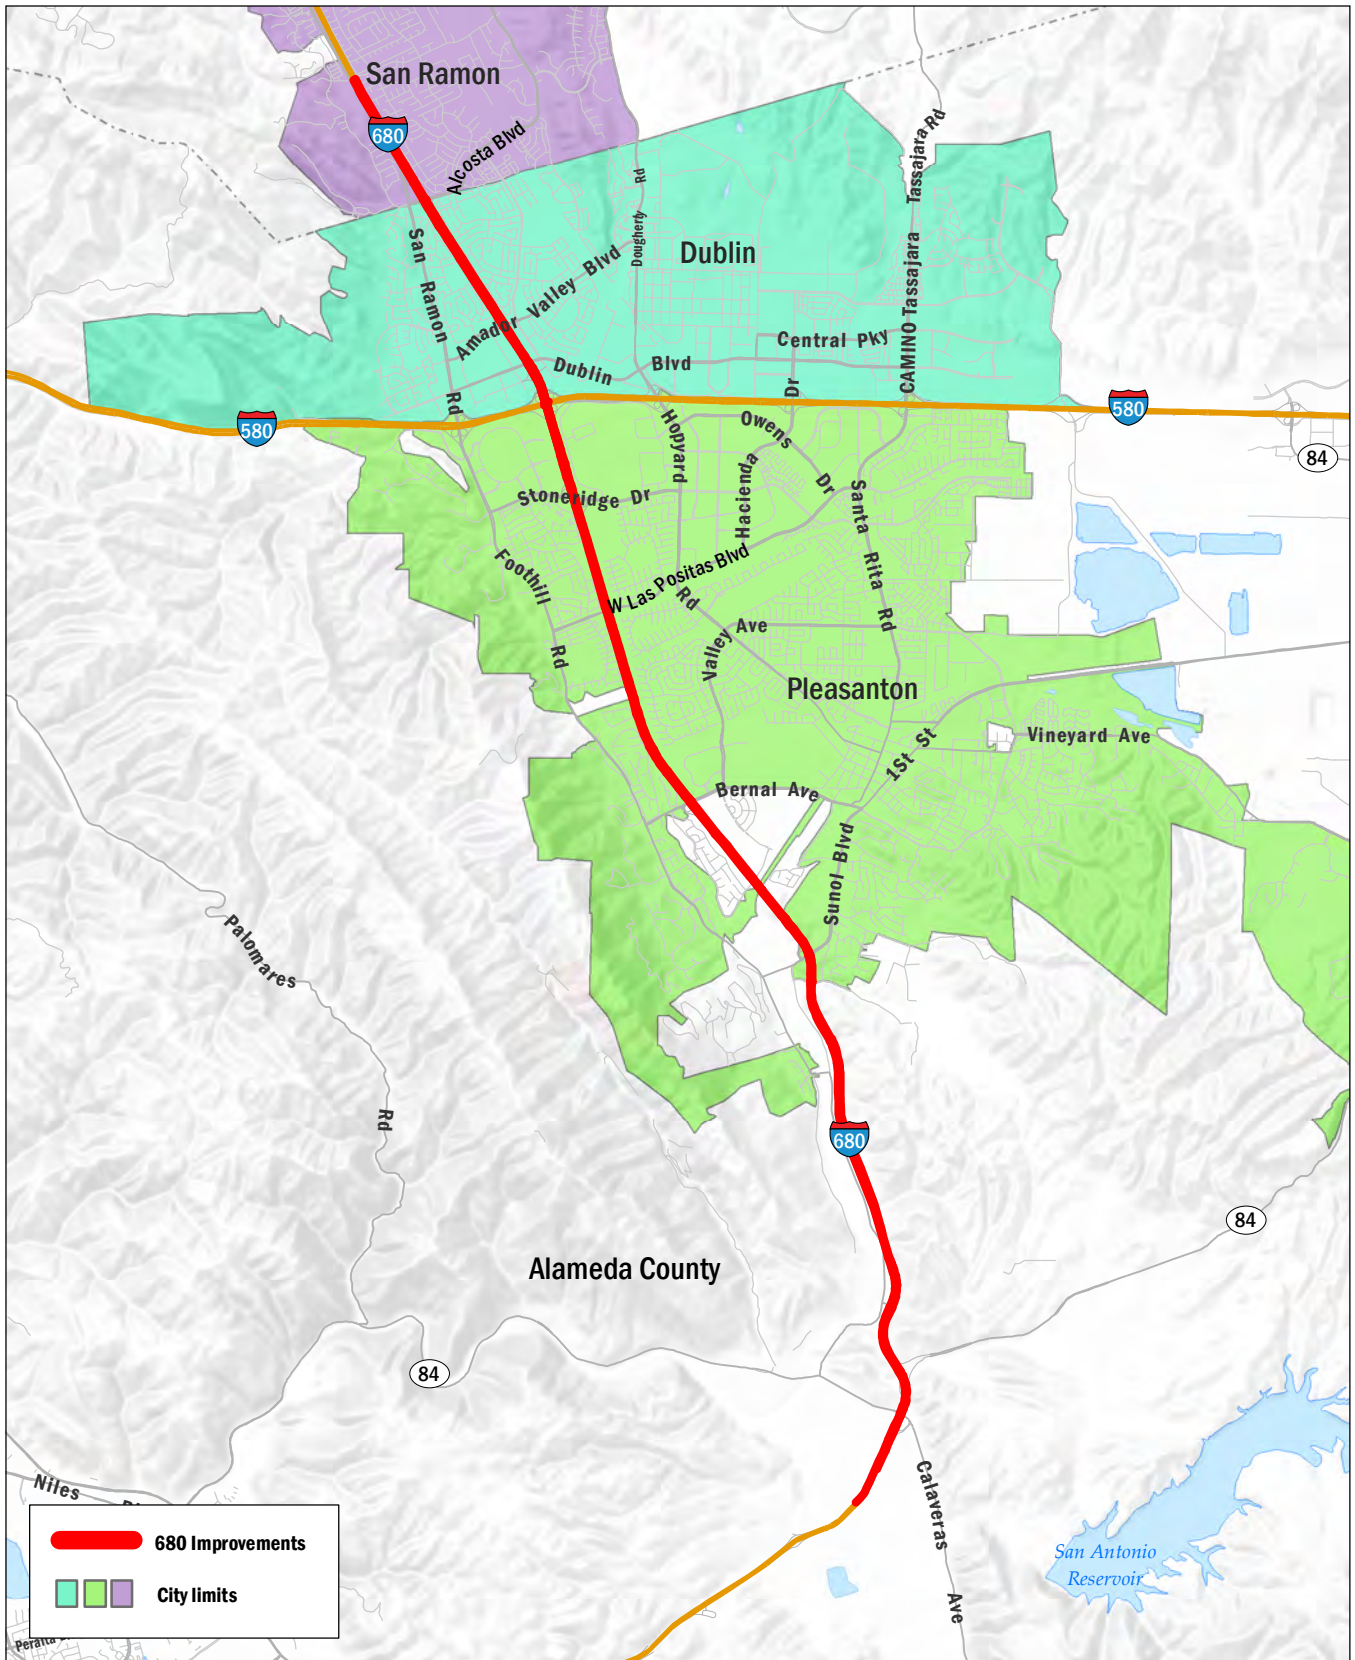 San Ramon
680
Alcosta Blvd
Tassajara Rd
Dougherty Rd
Dublin
San Ramon Rd
Amador Valley Blvd
CAMINO Tassajara
Central Pky
Dublin Blvd
Dr
580
580
84
Hopyard
Owens
Dr
Stoneridge Dr
Hacienda
Santa Rita Rd
Foothill Rd
W Las Positas Blvd
Rd
Valley Ave
Pleasanton
1St St
Vineyard Ave
Bernal Ave
Sunol Blvd
Palomares Rd
680
84
Alameda County
84
Calaveras Ave
San Antonio
Reservoir
Niles
680 Improvements
City limits
Peralta